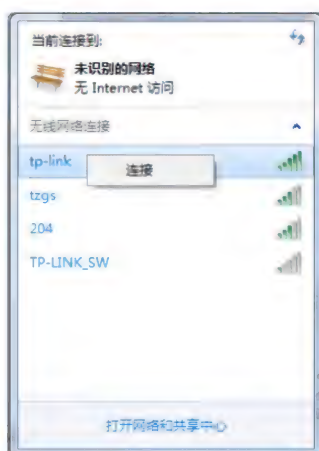 当前连接到:
未识别的网络
无 Internet 访问
无线网络连接
tp-link
连接
tzgs
204
TP-LINK_SW
打开网络和共享中心